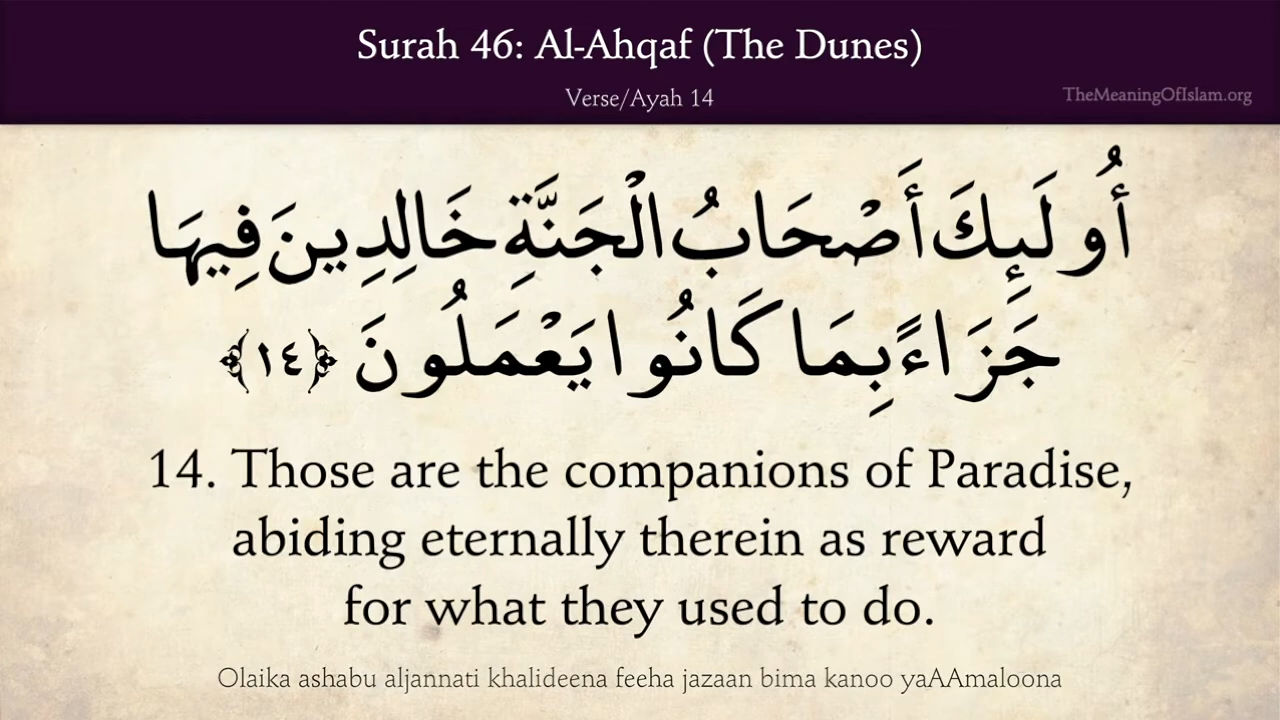 Surah 46: Al-Ahqaf (The Dunes)
Verse/Ayah 14
TheMeaningOfIslam.org
أُولَئِكَ أَصْحَابُ الْجَنَّةِ خَالِدِينَ فِيهَا
جَزَاءً بِمَا كَانُوا يَعْمَلُونَ ﴿١٤﴾
14. Those are the companions of Paradise,
abiding eternally therein as reward
for what they used to do.
Olaika ashabu aljannati khalideena feeha jazaan bima kanoo yaAAmaloona